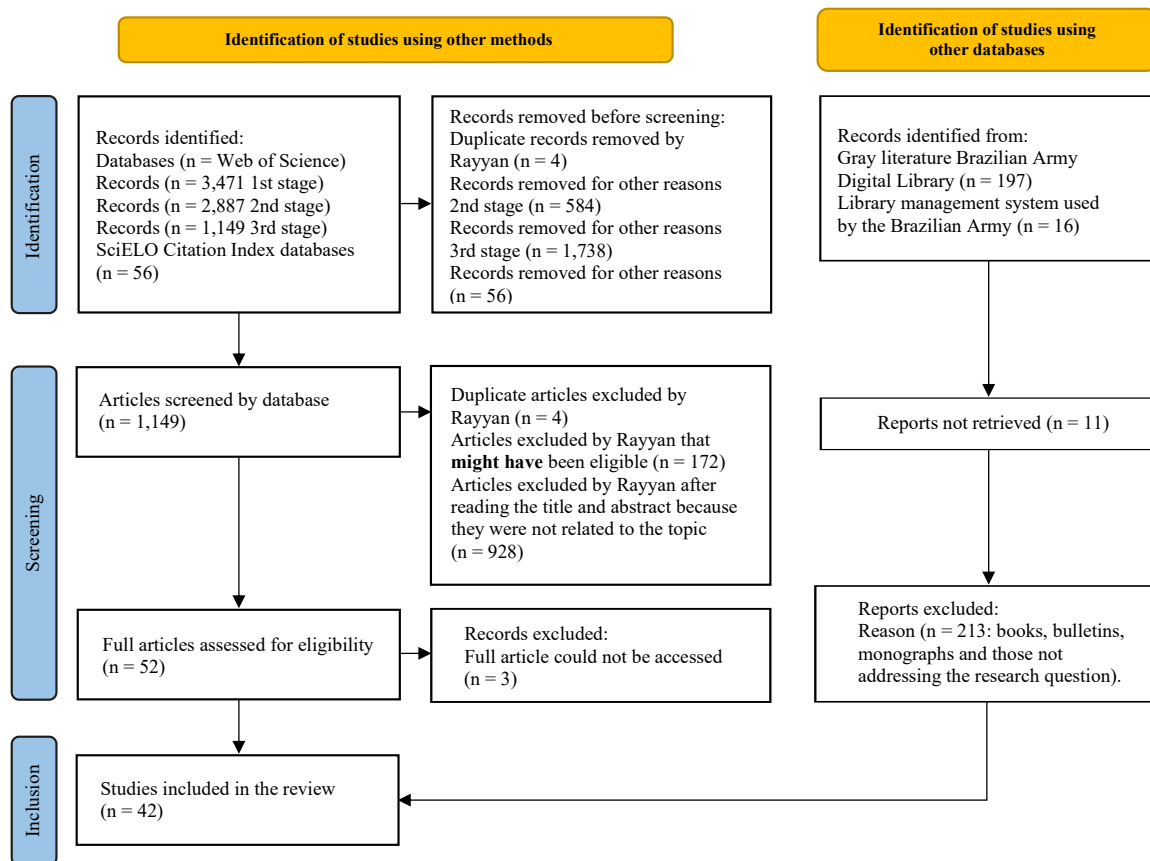 Identification of studies using other methods
Identification of studies using
other databases
Identification
Records identified:
Databases (n = Web of Science)
Records (n = 3,471 1st stage)
Records (n = 2,887 2nd stage)
Records (n = 1,149 3rd stage)
SciELO Citation Index databases
(n = 56)
Records removed before screening:
Duplicate records removed by
Rayyan (n = 4)
Records removed for other reasons
2nd stage (n = 584)
Records removed for other reasons
3rd stage (n = 1,738)
Records removed for other reasons
(n = 56)
Records identified from:
Gray literature Brazilian Army
Digital Library (n = 197)
Library management system used
by the Brazilian Army (n = 16)
Screening
Articles screened by database
(n = 1,149)
Duplicate articles excluded by
Rayyan (n = 4)
Articles excluded by Rayyan that
might have been eligible (n = 172)
Articles excluded by Rayyan after
reading the title and abstract because
they were not related to the topic
(n = 928)
Reports not retrieved (n = 11)
Full articles assessed for eligibility
(n = 52)
Records excluded:
Full article could not be accessed
(n = 3)
Reports excluded:
Reason (n = 213: books, bulletins,
monographs and those not
addressing the research question).
Inclusion
Studies included in the review
(n = 42)